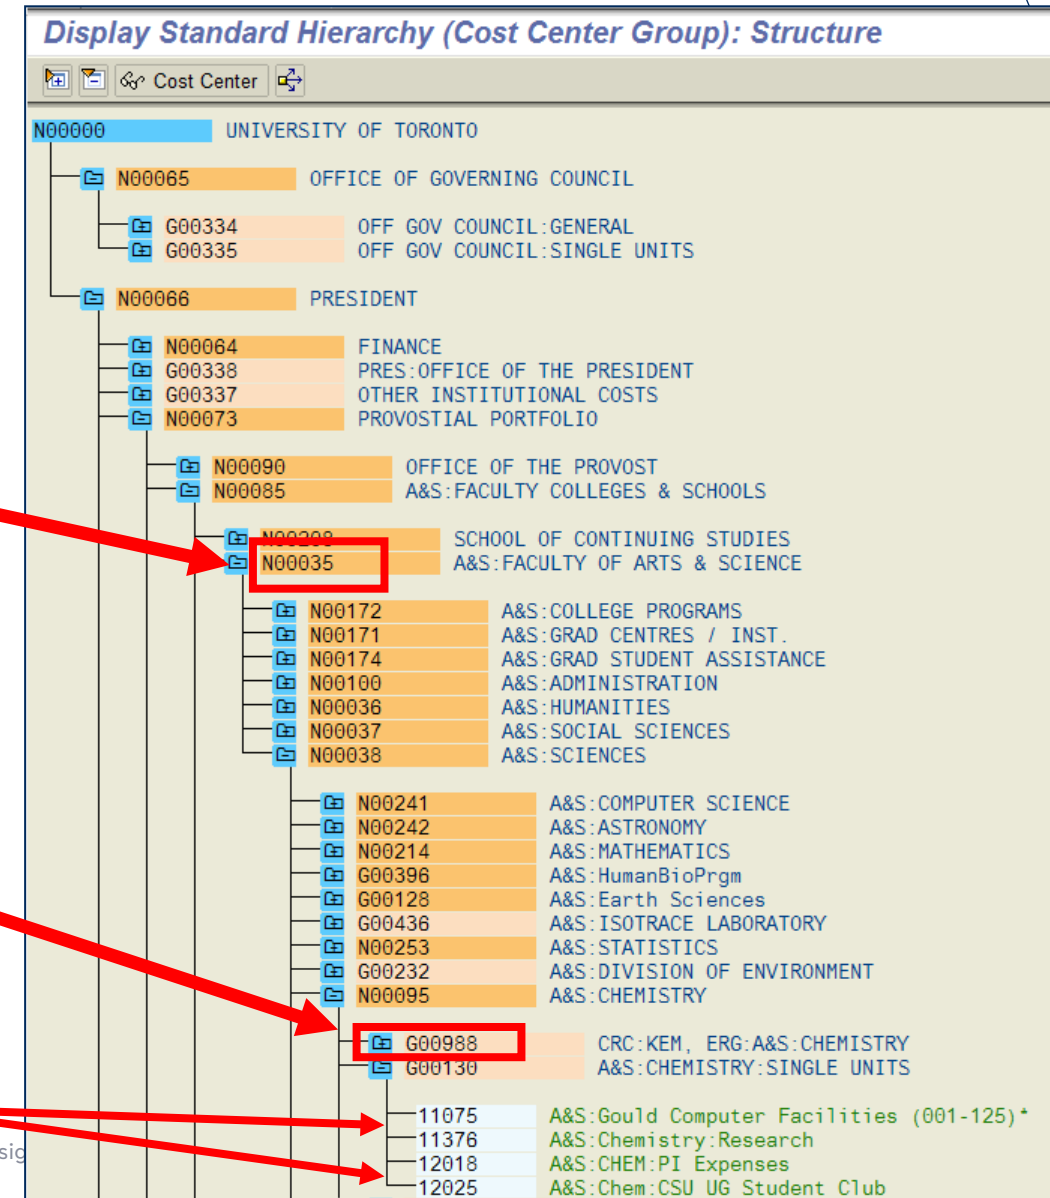 Display Standard Hierarchy (Cost Center Group): Structure
Cost Center
N00000 UNIVERSITY OF TORONTO
N00065 OFFICE OF GOVERNING COUNCIL
G00334 OFF GOV COUNCIL:GENERAL
G00335 OFF GOV COUNCIL:SINGLE UNITS
N00066 PRESIDENT
N00064 FINANCE
G00338 PRES:OFFICE OF THE PRESIDENT
G00337 OTHER INSTITUTIONAL COSTS
N00073 PROVOSTIAL PORTFOLIO
N00090 OFFICE OF THE PROVOST
N00085 A&S:FACULTY COLLEGES & SCHOOLS
N00208 SCHOOL OF CONTINUING STUDIES
N00035 A&S:FACULTY OF ARTS & SCIENCE
N00172 A&S:COLLEGE PROGRAMS
N00171 A&S:GRAD CENTRES / INST.
N00174 A&S:GRAD STUDENT ASSISTANCE
N00100 A&S:ADMINISTRATION
N00036 A&S:HUMANITIES
N00037 A&S:SOCIAL SCIENCES
N00038 A&S:SCIENCES
N00241 A&S:COMPUTER SCIENCE
N00242 A&S:ASTRONOMY
N00214 A&S:MATHEMATICS
G00396 A&S:HumanBioPrgm
G00128 A&S:Earth Sciences
G00436 A&S:ISOTRACE LABORATORY
N00253 A&S:STATISTICS
G00232 A&S:DIVISION OF ENVIRONMENT
N00095 A&S:CHEMISTRY
G00988 CRC:KEM, ERG:A&S:CHEMISTRY
G00130 A&S:CHEMISTRY:SINGLE UNITS
11075 A&S:Gould Computer Facilities (001-125)*
11376 A&S:Chemistry:Research
12018 A&S:CHEM:PI Expenses
12025 A&S:Chem:CSU UG Student Club